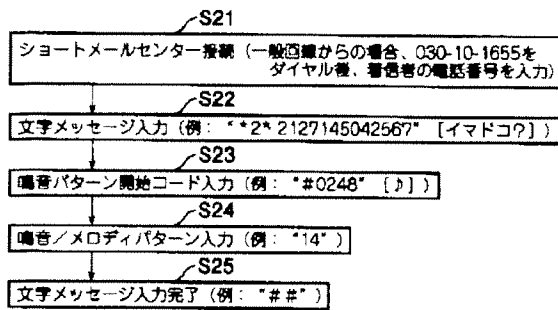 S21
ショートメールセンター接続（一般回線からの場合、030-10-1655を
ダイヤル後、着信者の電話番号を入力）
S22
文字メッセージ入力（例： "*2*2127145042567" [イマドコ?]）
S23
鳴音パターン開始コード入力（例： "#0248" [♪]）
S24
鳴音／メロディパターン入力（例： "14"）
S25
文字メッセージ入力完了（例： "##"）